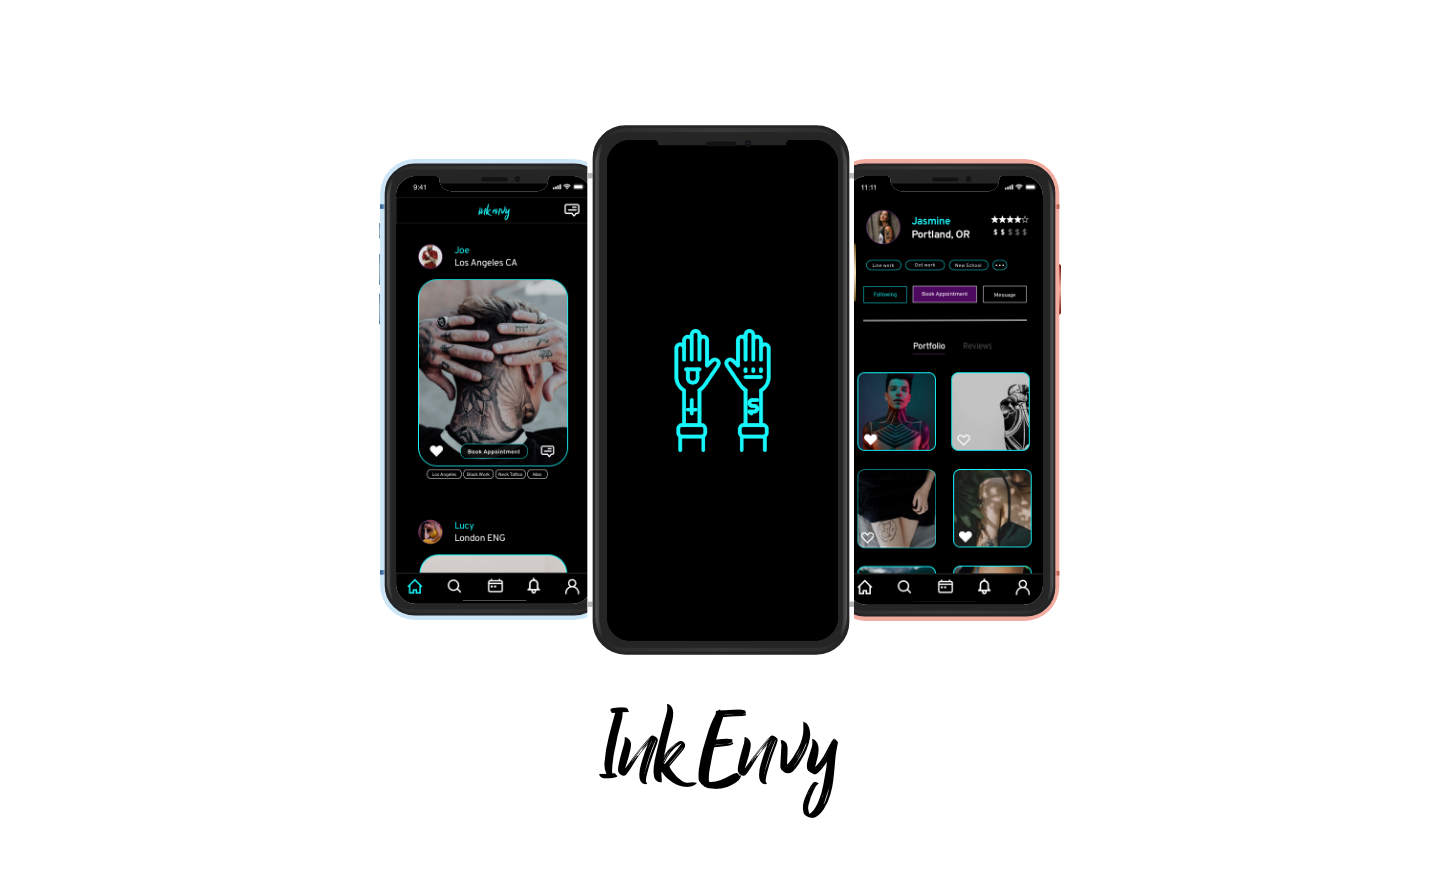 9:41
ink envy
Joe
Los Angeles CA
Book Appointment
Los Angeles Black Work Neck Tattoo Misc
Lucy
London ENG
S
11:11
Jasmine
Portland, OR
$ $ $ $ $
Line work Dot work New School
Following Book Appointment Message
Portfolio Reviews
Ink Envy